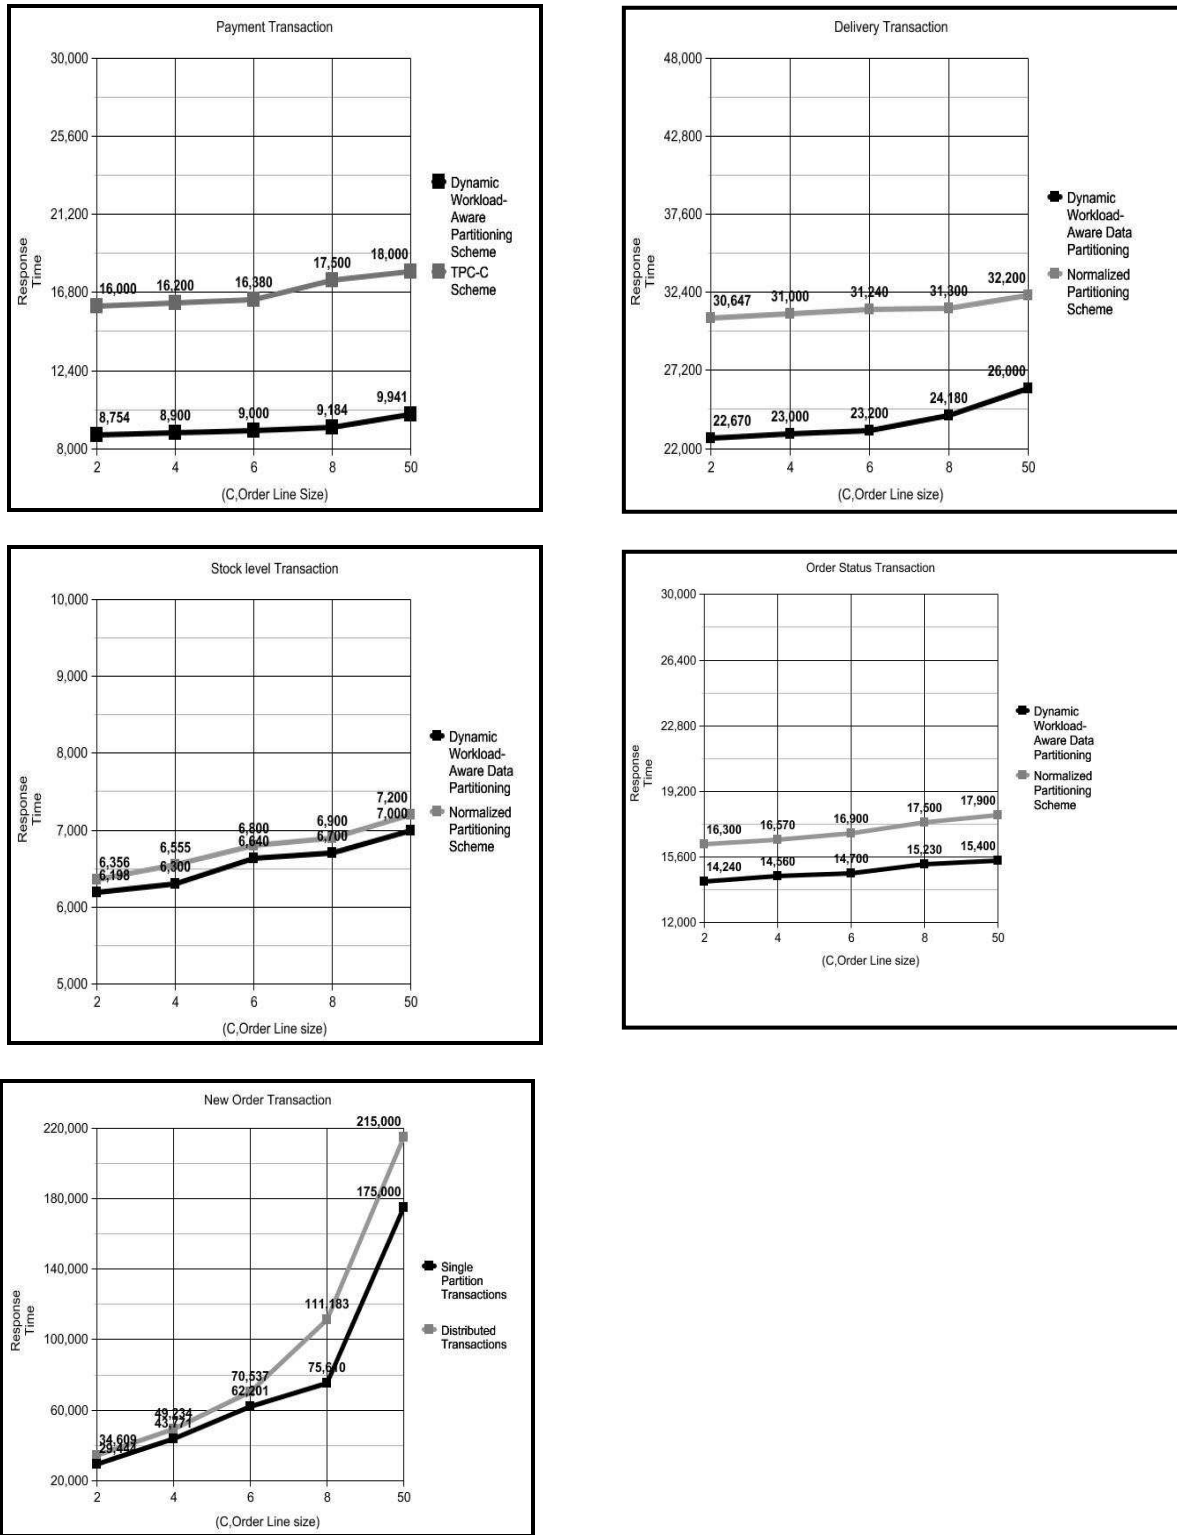 Payment Transaction
30,000
25,600
21,200
16,800
12,400
8,000
Response
Time
16,000
16,200
16,380
17,500
18,000
8,754
8,900
9,000
9,184
9,941
2
4
6
8
50
(C,Order Line Size)
Dynamic
Workload-
Aware
Partitioning
Scheme
TPC-C
Scheme
Delivery Transaction
48,000
42,800
37,600
32,400
27,200
22,000
Response
Time
30,647
31,000
31,240
31,300
32,200
22,670
23,000
23,200
24,180
26,000
2
4
6
8
50
(C,Order Line size)
Dynamic
Workload-
Aware Data
Partitioning
Normalized
Partitioning
Scheme
Stock level Transaction
10,000
9,000
8,000
7,000
6,000
5,000
Response
Time
6,356
6,555
6,800
6,900
7,200
6,198
6,300
6,640
6,700
7,000
2
4
6
8
50
(C,Order Line size)
Dynamic
Workload-
Aware Data
Partitioning
Normalized
Partitioning
Scheme
Order Status Transaction
30,000
26,400
22,800
19,200
15,600
12,000
Response
Time
16,300
16,570
16,900
17,500
17,900
14,240
14,560
14,700
15,230
15,400
2
4
6
8
50
(C,Order Line size)
Dynamic
Workload-
Aware Data
Partitioning
Normalized
Partitioning
Scheme
New Order Transaction
220,000
180,000
140,000
100,000
60,000
20,000
Response
Time
34,609
49,234
70,537
111,183
215,000
29,444
43,771
62,201
75,610
175,000
2
4
6
8
50
(C,Order Line size)
Single
Partition
Transactions
Distributed
Transactions